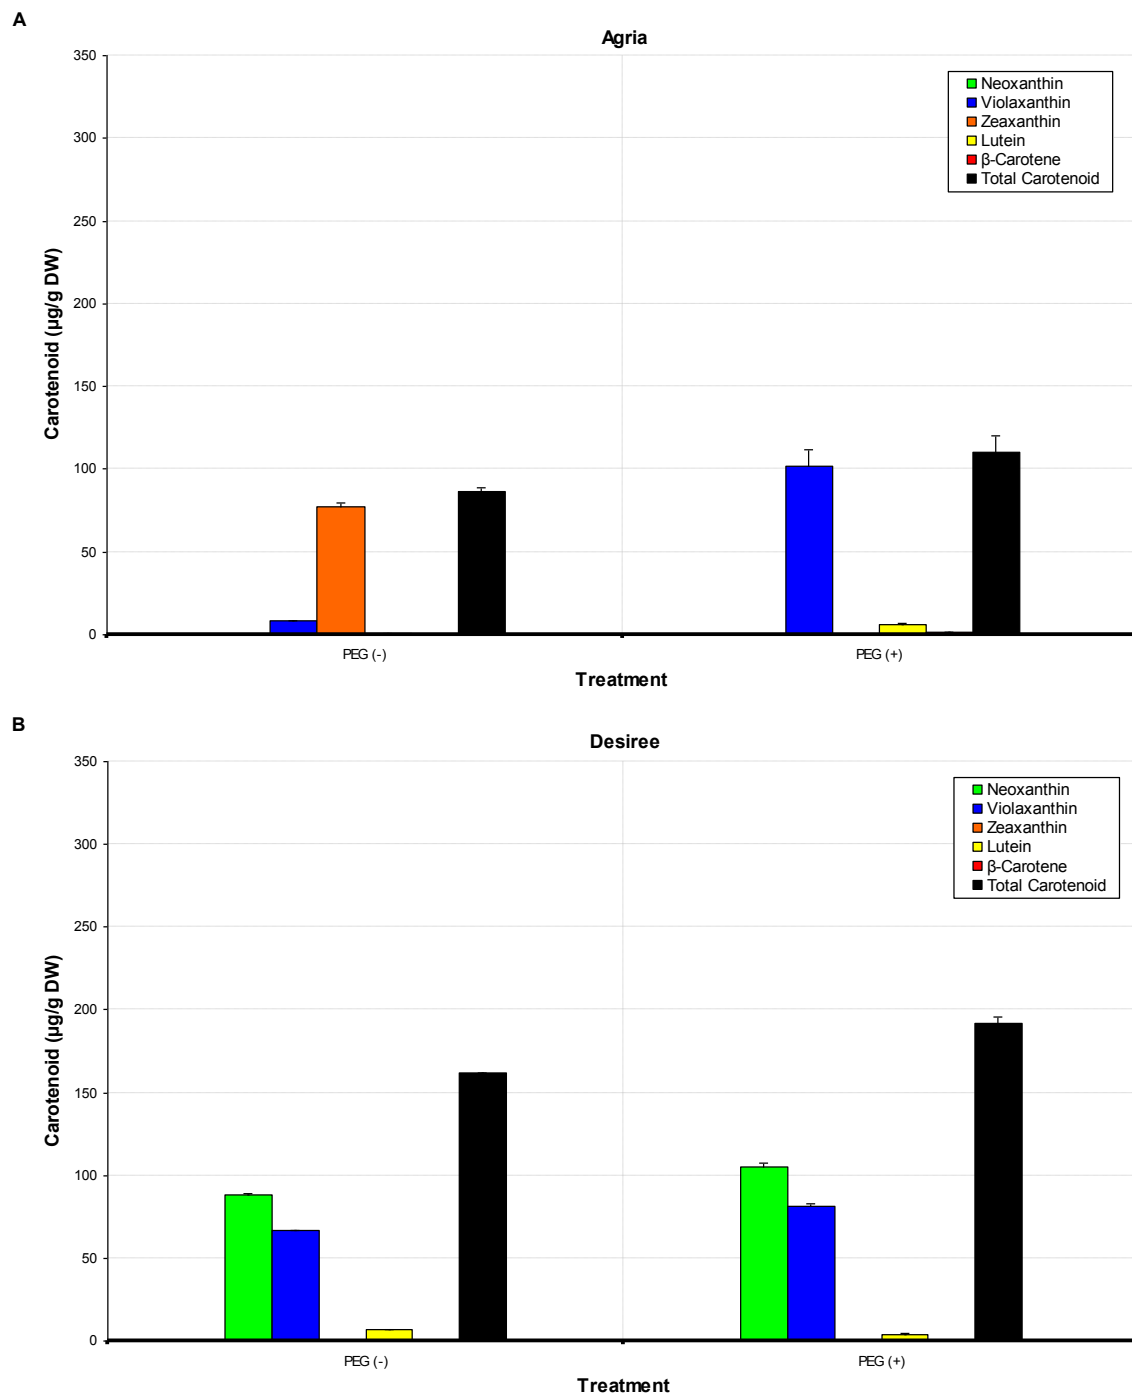 A
Agria
350
300
250
200
150
100
50
0
Carotenoid (µg/g DW)
Neoxanthin
Violaxanthin
Zeaxanthin
Lutein
β-Carotene
Total Carotenoid
PEG (-)
PEG (+)
Treatment
B
Desiree
350
300
250
200
150
100
50
0
Carotenoid (µg/g DW)
Neoxanthin
Violaxanthin
Zeaxanthin
Lutein
β-Carotene
Total Carotenoid
PEG (-)
PEG (+)
Treatment